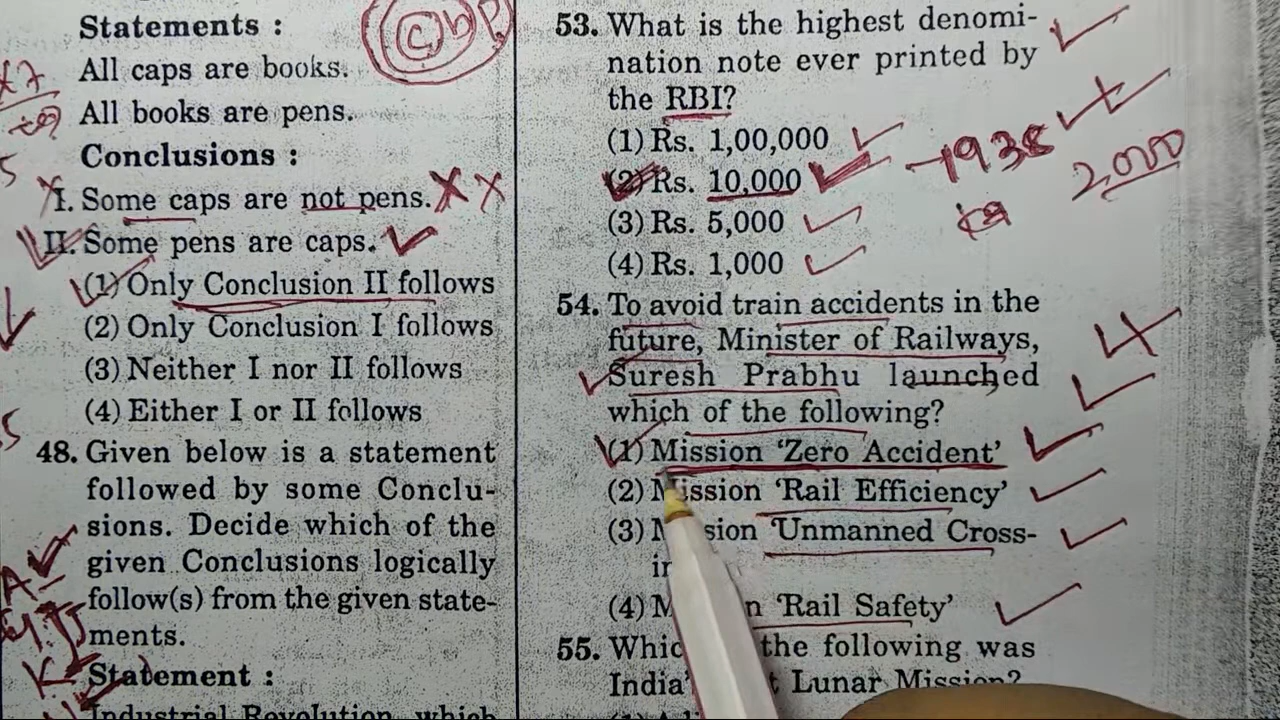 Statements :
All caps are books.
All books are pens.
Conclusions :
I. Some caps are not pens.
II. Some pens are caps.
(1) Only Conclusion II follows
(2) Only Conclusion I follows
(3) Neither I nor II follows
(4) Either I or II follows
48. Given below is a statement
followed by some Conclu-
sions. Decide which of the
given Conclusions logically
follow(s) from the given state-
ments.
Statement :
Industrial Revolution, which
53. What is the highest denomi-
nation note ever printed by
the RBI?
(1) Rs. 1,00,000
(2) Rs. 10,000
(3) Rs. 5,000
(4) Rs. 1,000
1938
2,000
54. To avoid train accidents in the
future, Minister of Railways,
Suresh Prabhu launched
which of the following?
(1) Mission ‘Zero Accident’
(2) Mission ‘Rail Efficiency’
(3) Mission ‘Unmanned Cross-
(4) ‘Rail Safety’
55. the following was
Lunar Mission?